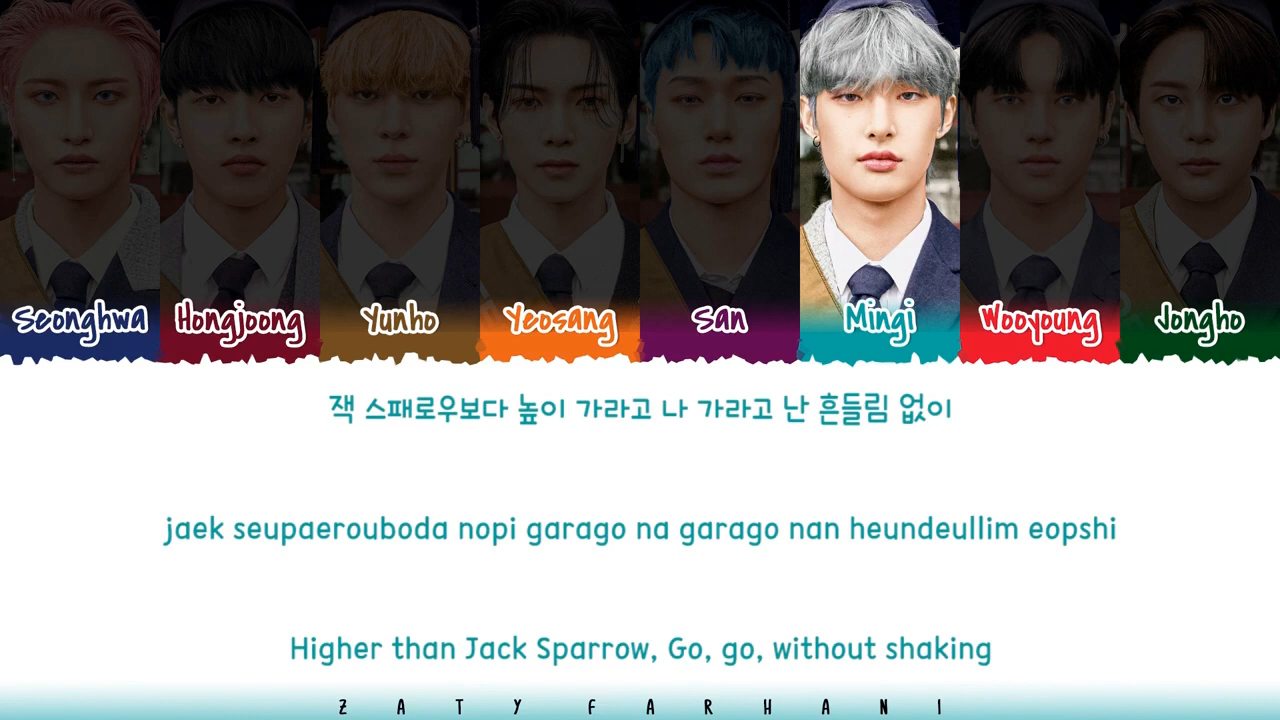 Seonghwa Hongjoong Yunho Yeosang San Mingi Wooyoung Jongho
잭 스패로우보다 높이 가라고 나 가라고 난 흔들림 없이
jaek seupaerouboda nopi garago na garago nan heundeullim eopshi
Higher than Jack Sparrow, Go, go, without shaking
ZATY FARHANI